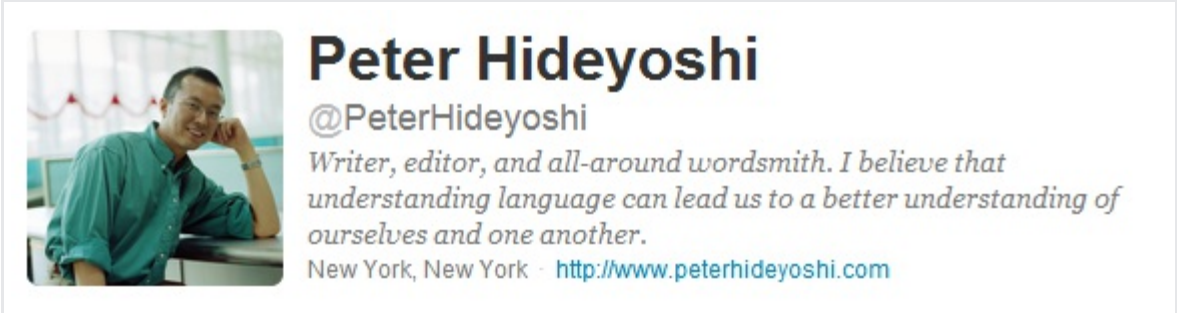 Peter Hideyoshi
@PeterHideyoshi
Writer, editor, and all-around wordsmith. I believe that
understanding language can lead us to a better understanding of
ourselves and one another.
New York, New York · http://www.peterhideyoshi.com